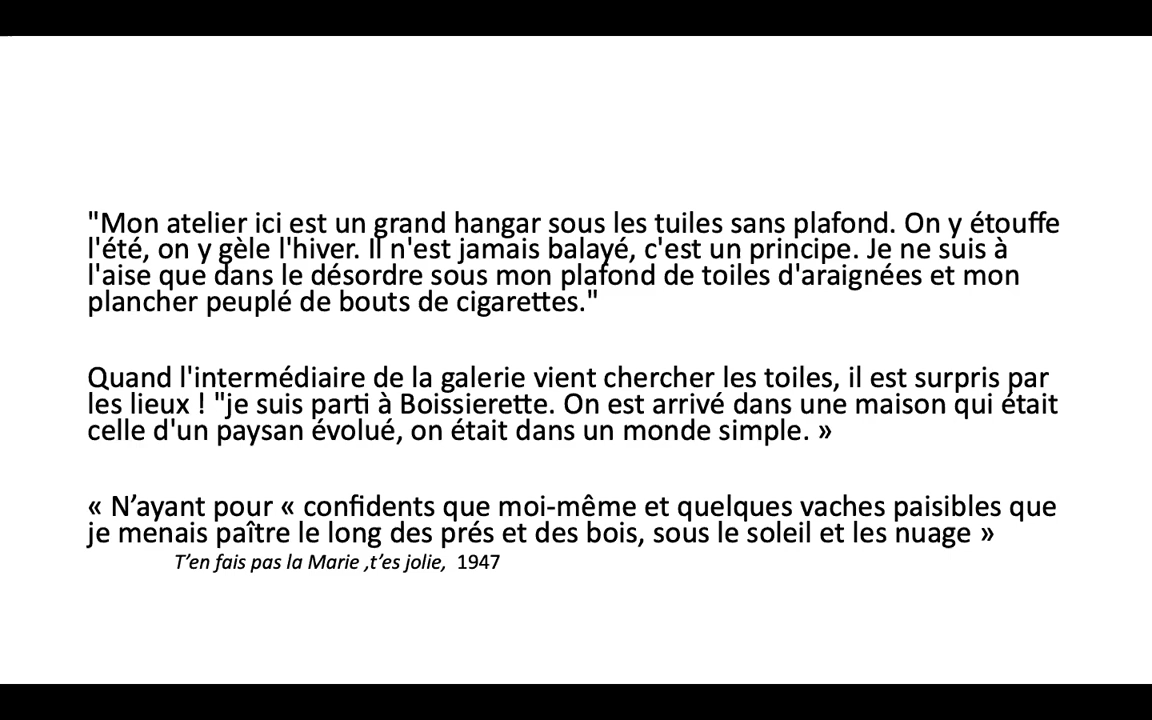 "Mon atelier ici est un grand hangar sous les tuiles sans plafond. On y étouffe
l'été, on y gèle l'hiver. Il n'est jamais balayé, c'est un principe. Je ne suis à
l'aise que dans le désordre sous mon plafond de toiles d'araignées et mon
plancher peuplé de bouts de cigarettes."
Quand l'intermédiaire de la galerie vient chercher les toiles, il est surpris par
les lieux ! "je suis parti à Boissierette. On est arrivé dans une maison qui était
celle d'un paysan évolué, on était dans un monde simple. »
« N’ayant pour « confidents que moi-même et quelques vaches paisibles que
je menais paître le long des prés et des bois, sous le soleil et les nuage »
T’en fais pas la Marie ,t’es jolie, 1947